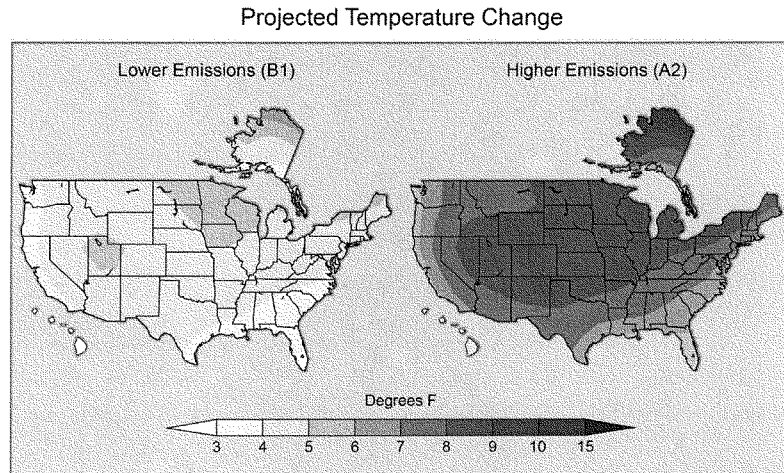 Projected Temperature Change
Lower Emissions (B1)
Higher Emissions (A2)
Degrees F
3 4 5 6 7 8 9 10 15